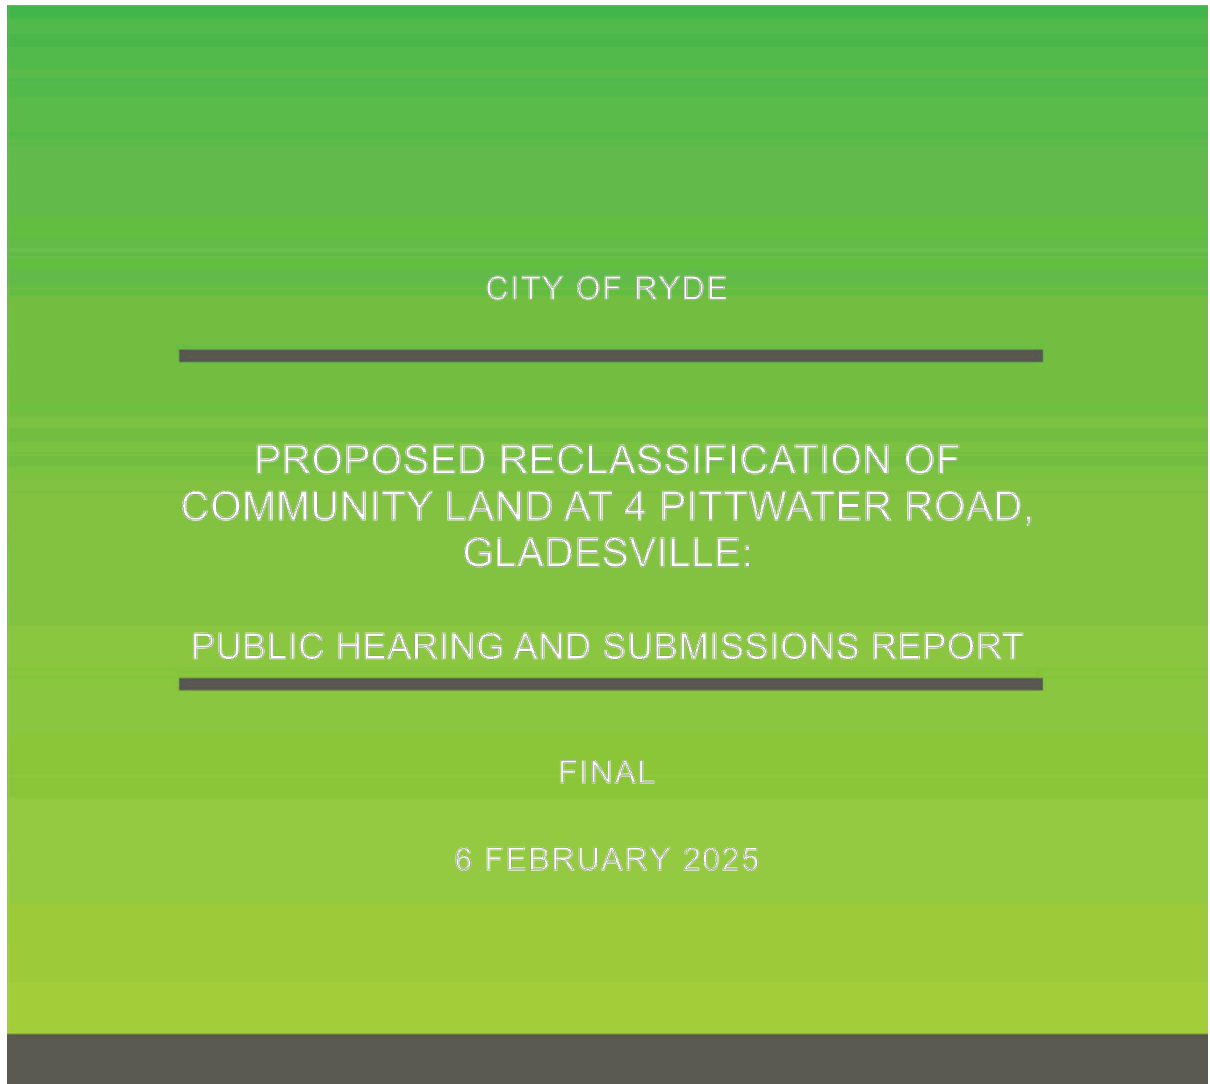 CITY OF RYDE
PROPOSED RECLASSIFICATION OF
COMMUNITY LAND AT 4 PITTWATER ROAD,
GLADESVILLE:
PUBLIC HEARING AND SUBMISSIONS REPORT
FINAL
6 FEBRUARY 2025